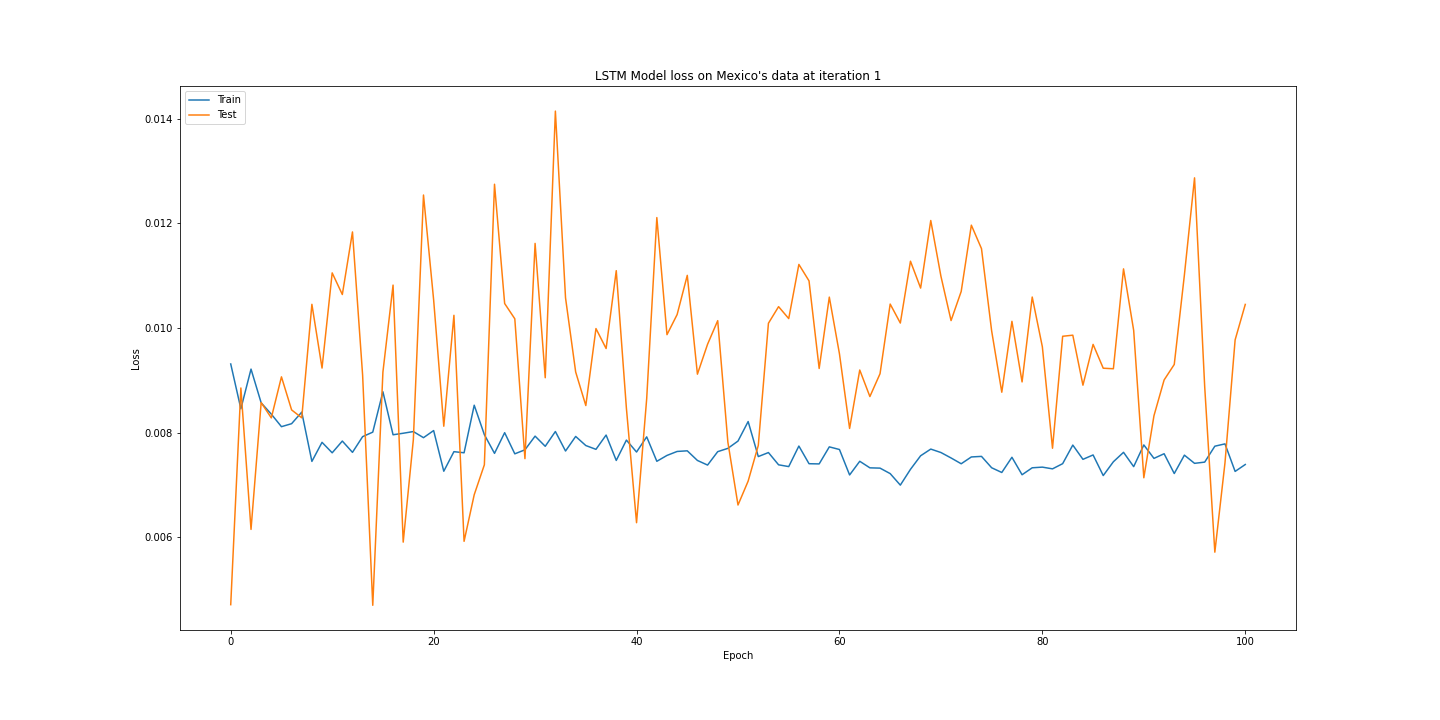 LSTM Model loss on Mexico's data at iteration 1
Train
Test
0.014
0.012
0.010
0.008
0.006
Loss
0 20 40 60 80 100
Epoch